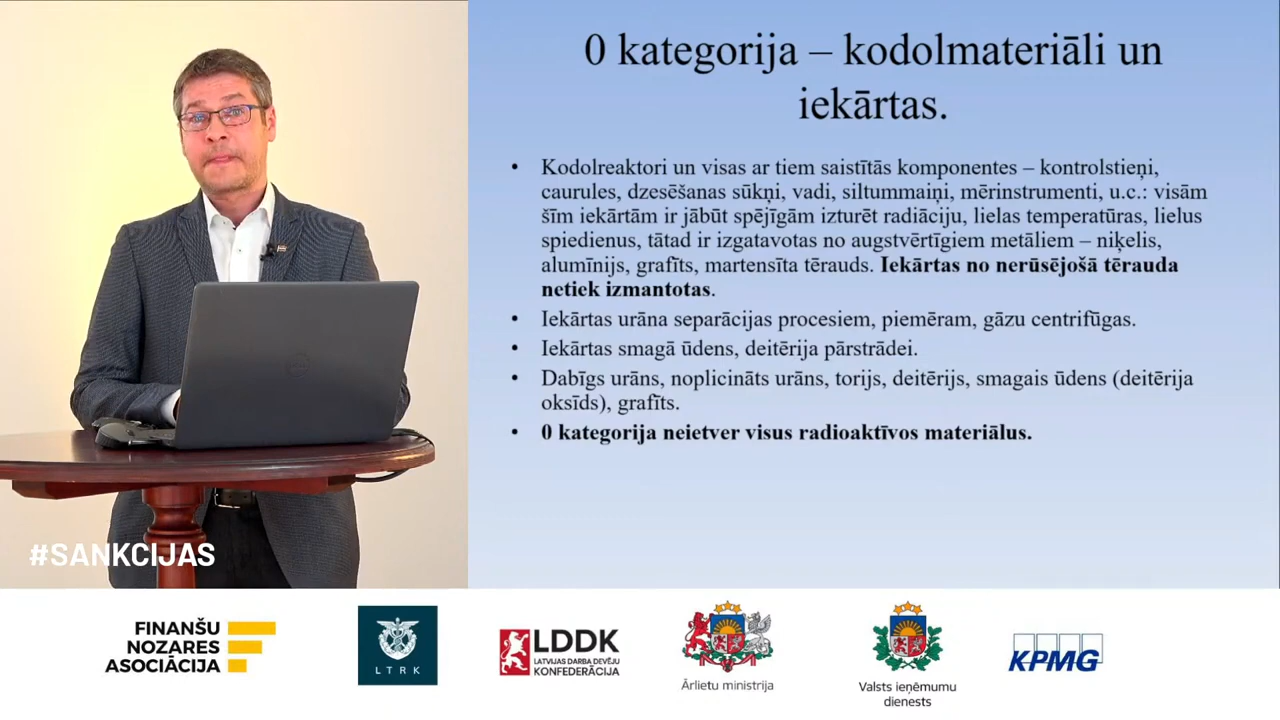 0 kategorija – kodolmateriāli un
iekārtas.
• Kodolreaktori un visas ar tiem saistītās komponentes – kontrolstieņi,
caurules, dzesēšanas sūkņi, vadi, siltummaiņi, mērinstrumenti, u.c.: visām
šīm iekārtām ir jābūt spējīgām izturēt radiāciju, lielas temperatūras, lielus
spiedienus, tātad ir izgatavotas no augstvērtīgiem metāliem – niķelis,
alumīnijs, grafīts, martensīta tērauds. Iekārtas no nerūsējošā tērauda
netiek izmantotas.
• Iekārtas urāna separācijas procesiem, piemēram, gāzu centrifūgas.
• Iekārtas smagā ūdens, deitērija pārstrādei.
• Dabīgs urāns, noplicināts urāns, torijs, deitērijs, smagais ūdens (deitērija
oksīds), grafīts.
• 0 kategorija neietver visus radioaktīvos materiālus.
#SANKCIJAS
FINANŠU
NOZARES
ASOCIĀCIJA
LTRK
LDDK
LATVIJAS DARBA DEVĒJU
KONFEDERĀCIJA
Ārlietu ministrija
Valsts ieņēmumu
dienests
KPMG